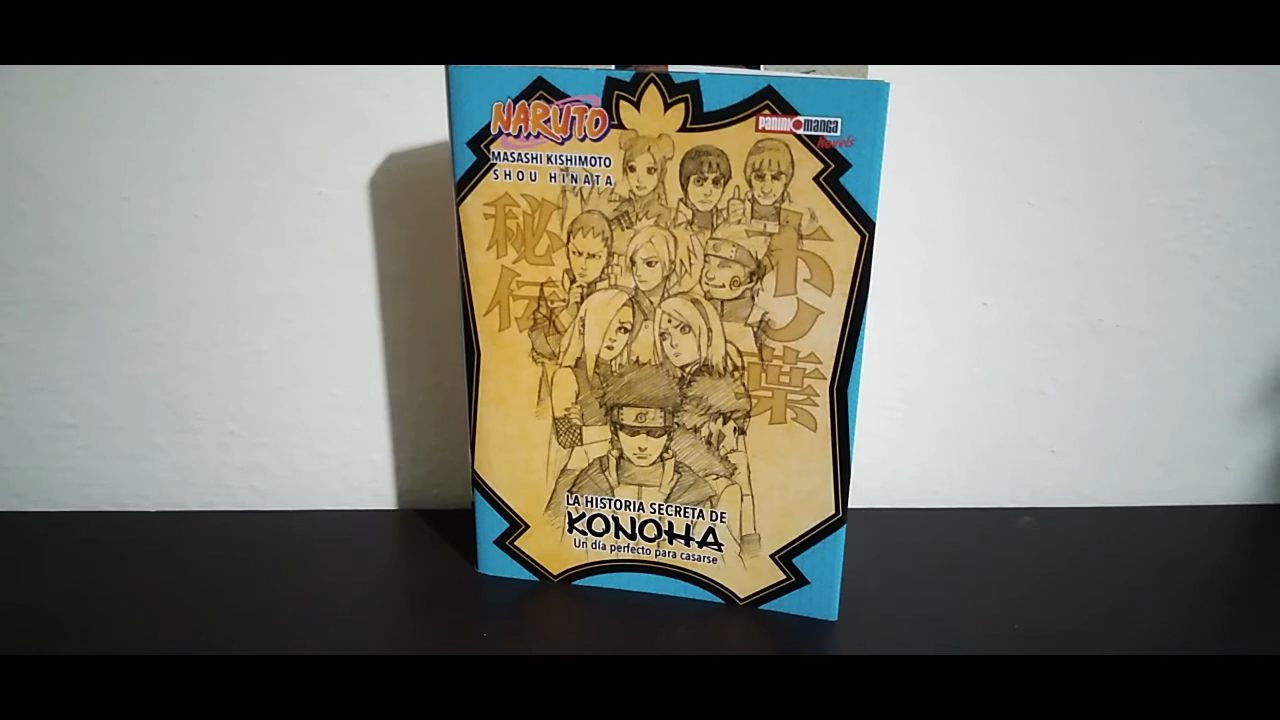 NARUTO
MASASHI KISHIMOTO
SHOU HINATA
PANINI manga
Novels
木ノ葉
秘伝
LA HISTORIA SECRETA DE
KONOHA
Un día perfecto para casarse